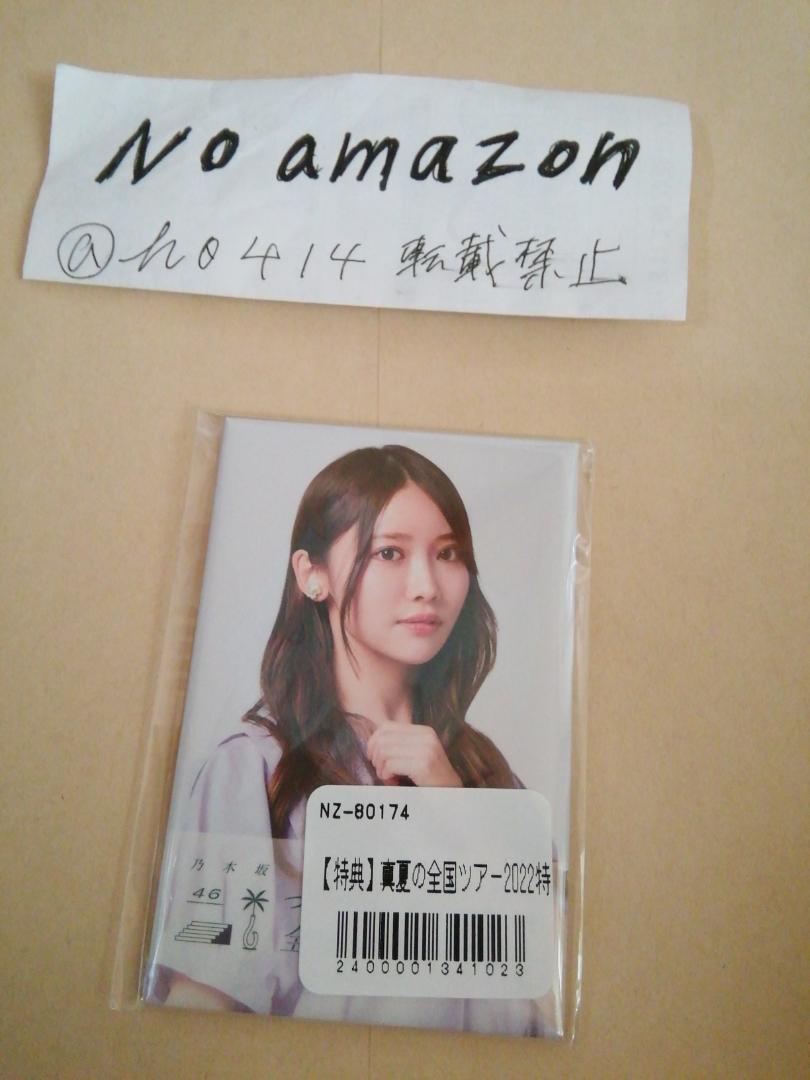 No amazon
@h0414 転載禁止
NZ-80174
【特典】真夏の全国ツアー2022特
2400001341023
乃木坂
46